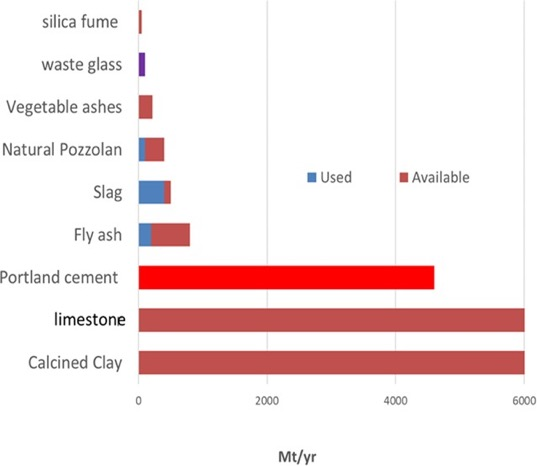 silica fume
waste glass
Vegetable ashes
Natural Pozzolan
Slag
Used Available
Fly ash
Portland cement
limestone
Calcined Clay
0 2000 4000 6000
Mt/yr